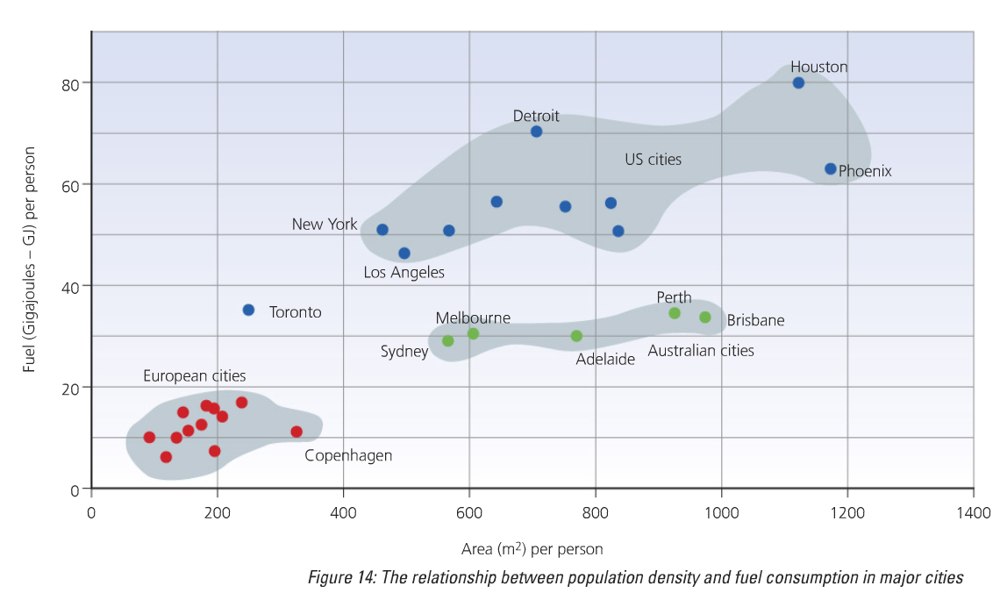 Houston
80
Detroit
US cities
Phoenix
60
New York
Los Angeles
Fuel (Gigajoules – GJ) per person
40
Toronto
Perth
Melbourne
Brisbane
Sydney
Adelaide
Australian cities
European cities
20
Copenhagen
0
0 200 400 600 800 1000 1200 1400
Area (m²) per person
Figure 14: The relationship between population density and fuel consumption in major cities